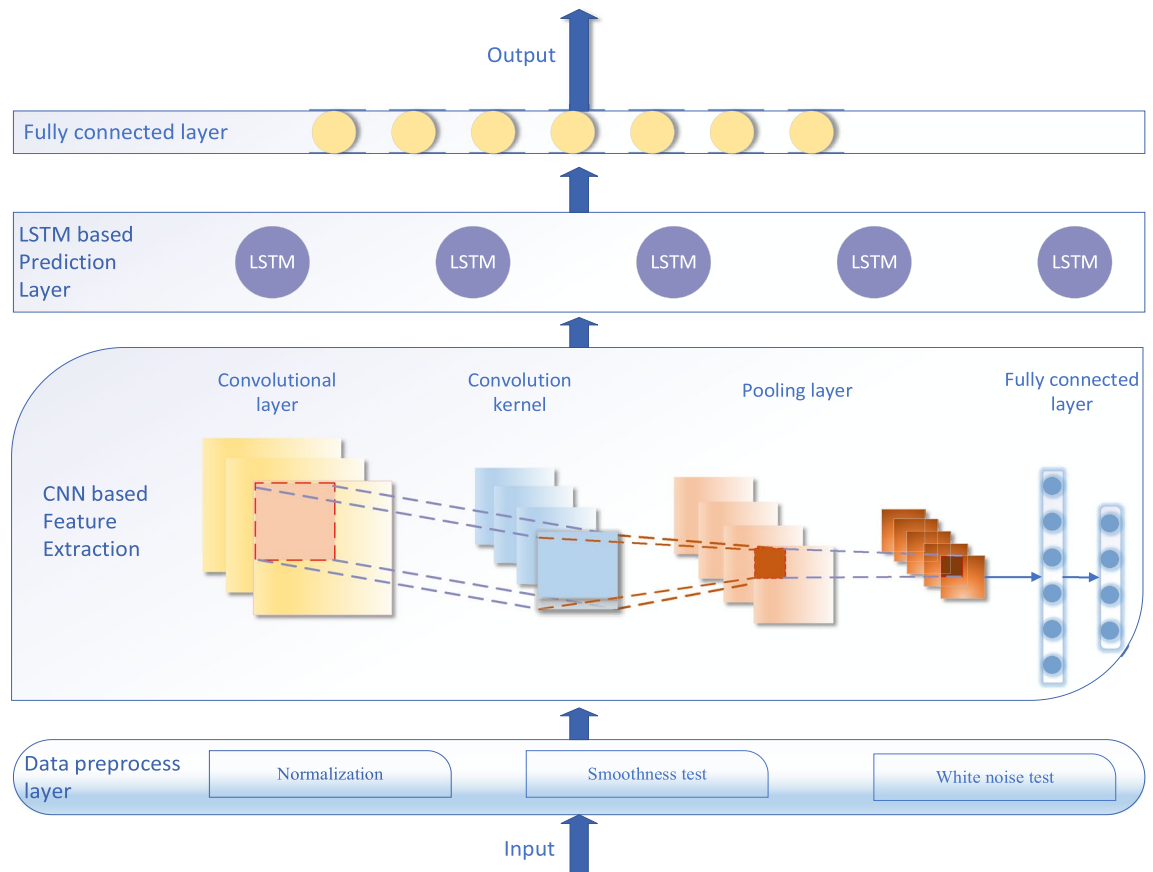 Output
Fully connected layer
LSTM based
Prediction
Layer
LSTM
LSTM
LSTM
LSTM
LSTM
Convolutional
layer
Convolution
kernel
Pooling layer
Fully connected
layer
CNN based
Feature
Extraction
Data preprocess
layer
Normalization
Smoothness test
White noise test
Input